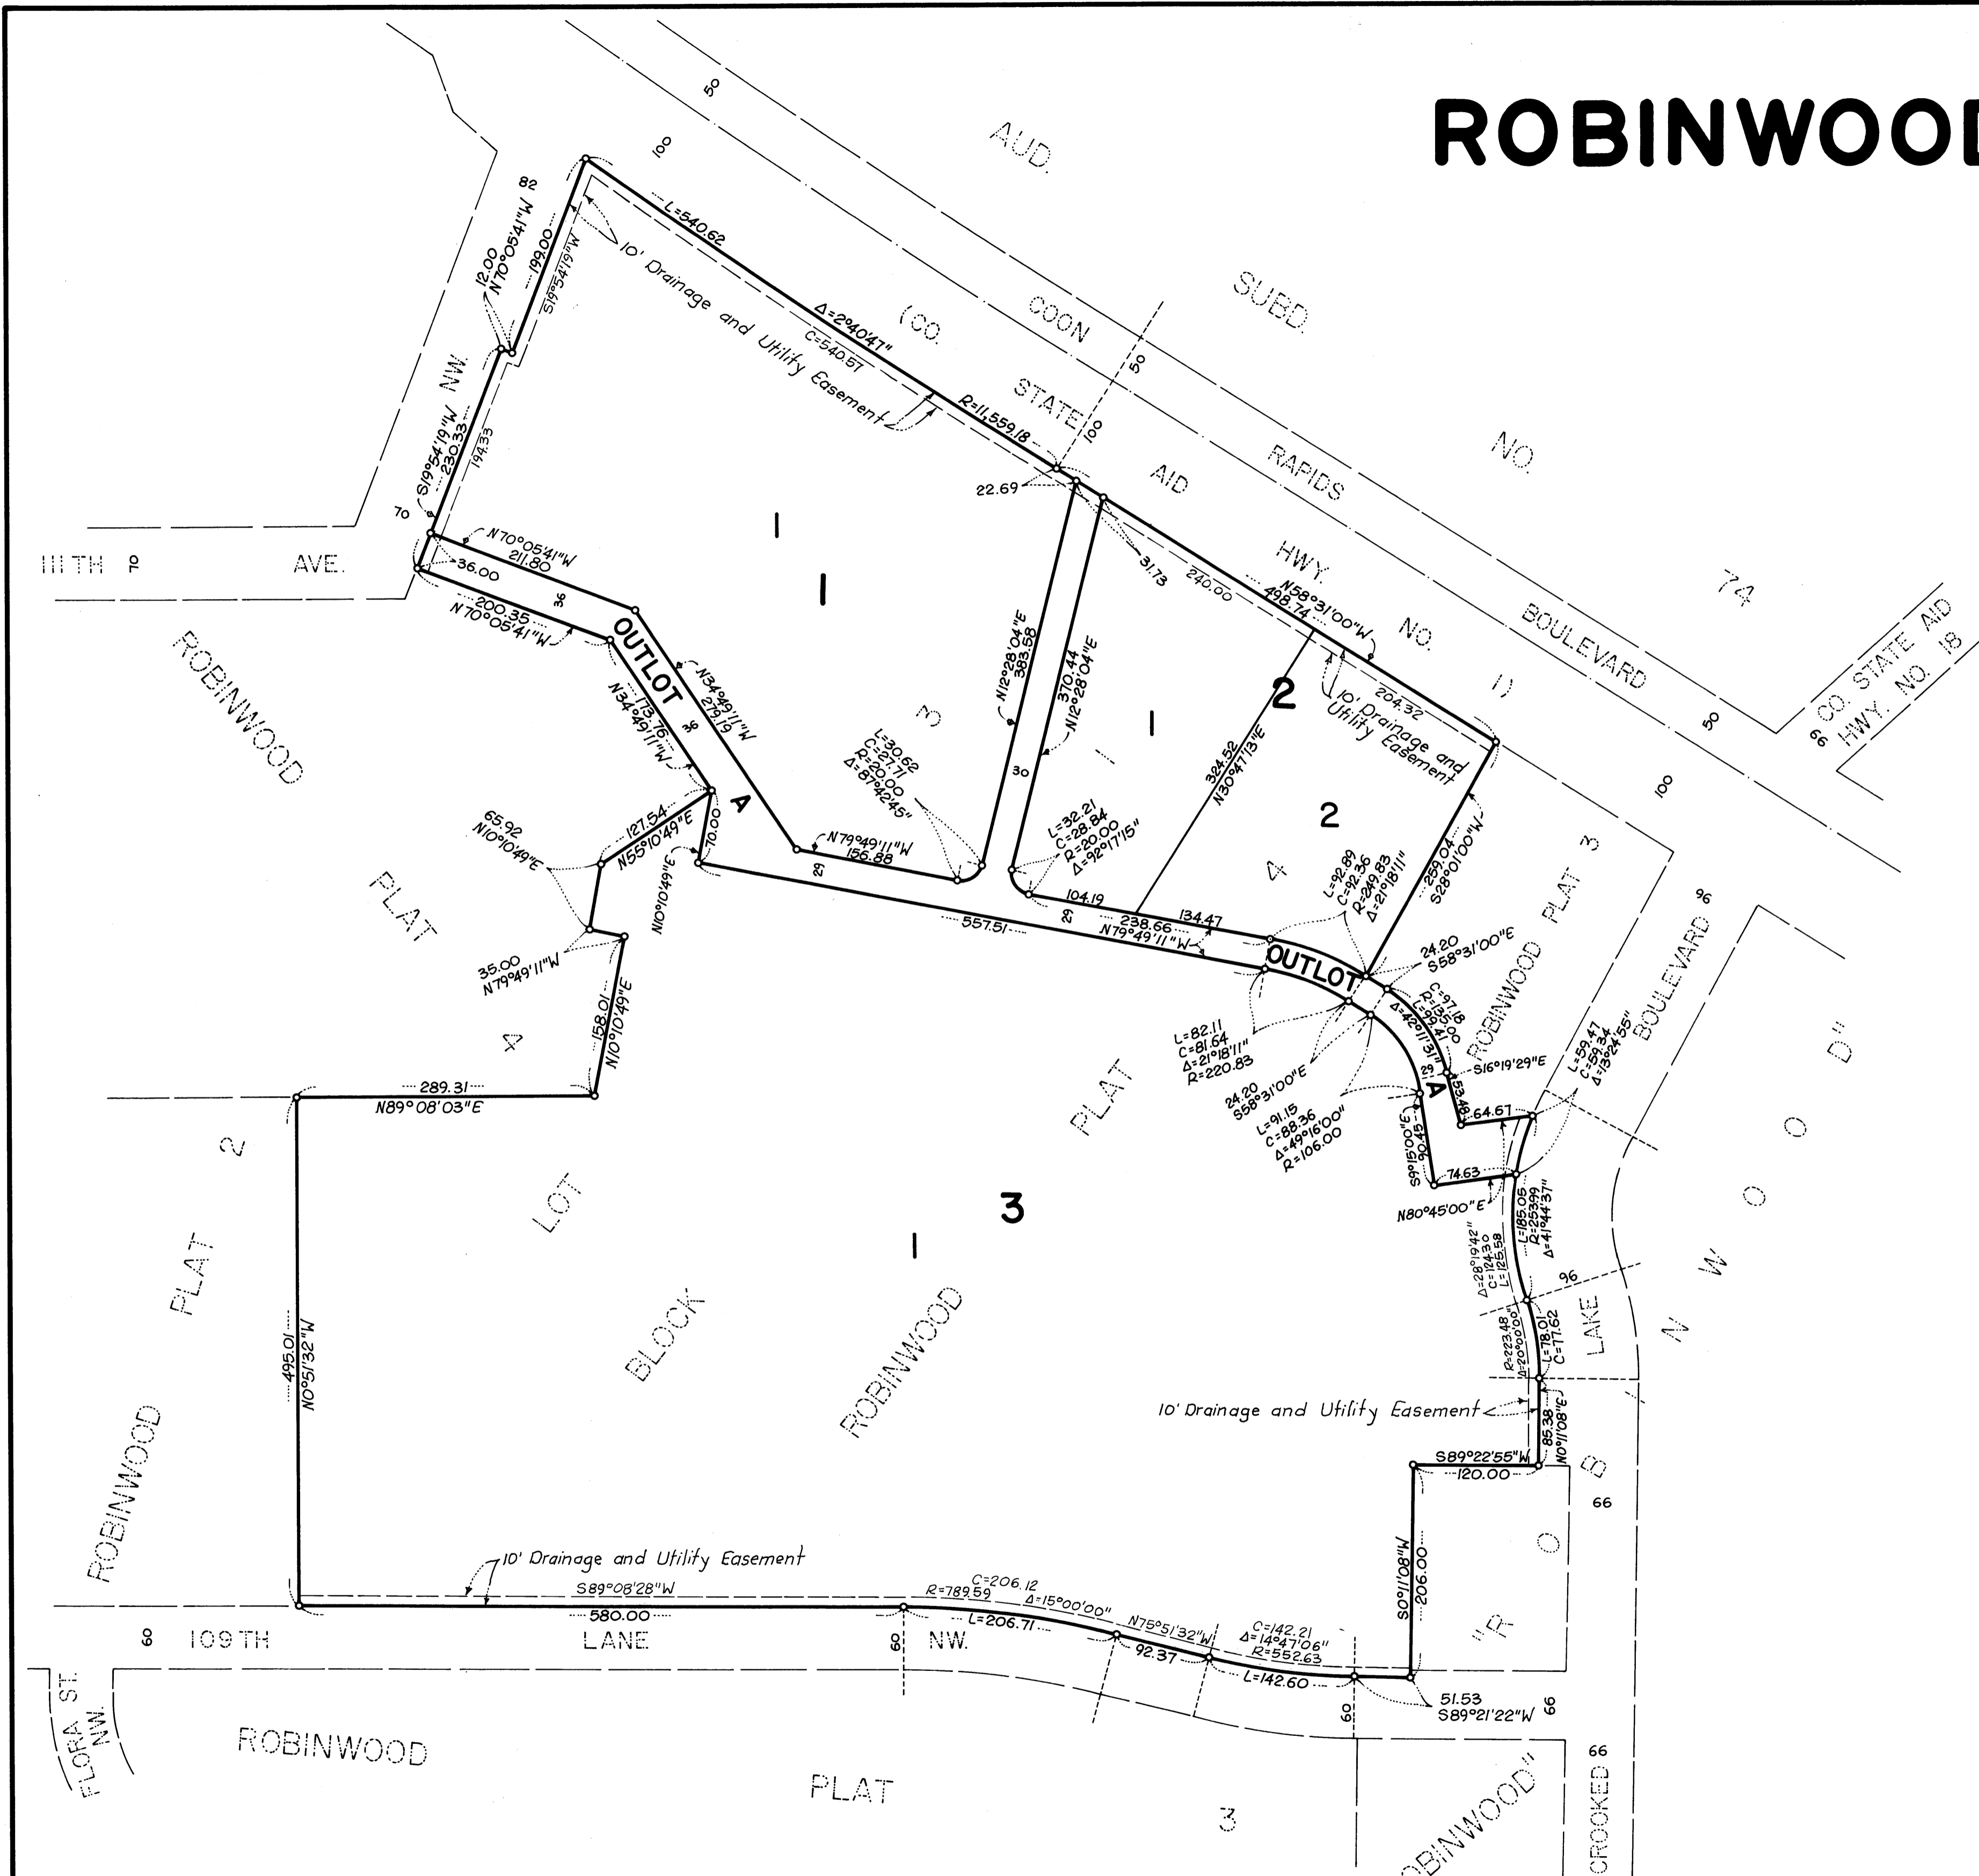 ROBINWOOD
50
100
AUD.
SUBD.
NO.
74
82
12.00
N70°05'41"W
199.00
S19°54'19"W
L=540.62
10' Drainage and Utility Easement
Δ=2°40'47"
C=540.57
R=11,559.18
(CO.
STATE
AID
HWY.
NO.
1)
COON
RAPIDS
BOULEVARD
50
100
50
100
CO. STATE AID
HWY. NO. 18
66
NW.
S19°54'19"W
230.33
194.33
70
111TH
70
AVE.
36.00
N70°05'41"W
211.80
36
200.35
N70°05'41"W
OUTLOT
A
N34°49'11"W
279.19
36
173.76
N34°49'11"W
1
1
22.69
31.73
N12°28'04"E
383.58
370.44
N12°28'04"E
30
3
240.00
N58°31'00"W
498.74
204.32
10' Drainage and
Utility Easement
2
1
1
324.52
N30°47'13"E
2
4
259.04
S28°01'00"W
ROBINWOOD
PLAT
4
65.92
N10°10'49"E
127.54
N55°10'49"E
70.00
N10°10'49"E
35.00
N79°49'11"W
158.01
N10°10'49"E
N79°49'11"W
156.88
29
L=30.62
C=27.71
R=20.00
Δ=87°42'45"
L=32.21
C=28.84
R=20.00
Δ=92°17'15"
104.19
29
238.66
134.47
N79°49'11"W
557.51
L=92.89
C=92.36
R=249.83
Δ=21°18'11"
OUTLOT
A
24.20
S58°31'00"E
C=97.18
R=135.00
L=99.41
Δ=42°11'31"
29
S16°19'29"E
53.48
64.67
L=82.11
C=81.64
Δ=21°18'11"
R=220.83
24.20
S58°31'00"E
L=91.15
C=88.36
Δ=49°16'00"
R=106.00
S9°15'00"E
90.45
74.63
N80°45'00"E
L=59.47
C=59.34
Δ=13°24'55"
ROBINWOOD PLAT 3
96
BOULEVARD
LAKE
CROOKED
L=185.05
R=253.99
Δ=41°44'37"
Δ=28°19'42"
C=124.30
L=125.58
96
R=223.48
Δ=20°00'00"
L=78.01
C=77.62
10' Drainage and Utility Easement
85.38
N0°11'08"E
S89°22'55"W
120.00
S0°11'08"W
206.00
66
"R O B I N W O O D"
289.31
N89°08'03"E
495.01
N0°51'32"W
ROBINWOOD PLAT 2
LOT 1
BLOCK
3
ROBINWOOD PLAT 4
10' Drainage and Utility Easement
S89°08'28"W
580.00
60
109TH
LANE
NW.
60
R=789.59
C=206.12
Δ=15°00'00"
L=206.71
N75°51'32"W
92.37
C=142.21
Δ=14°47'06"
R=552.63
L=142.60
60
51.53
S89°21'22"W
66
66
FLORA ST.
NW.
ROBINWOOD
PLAT
3
OBINWOOD"